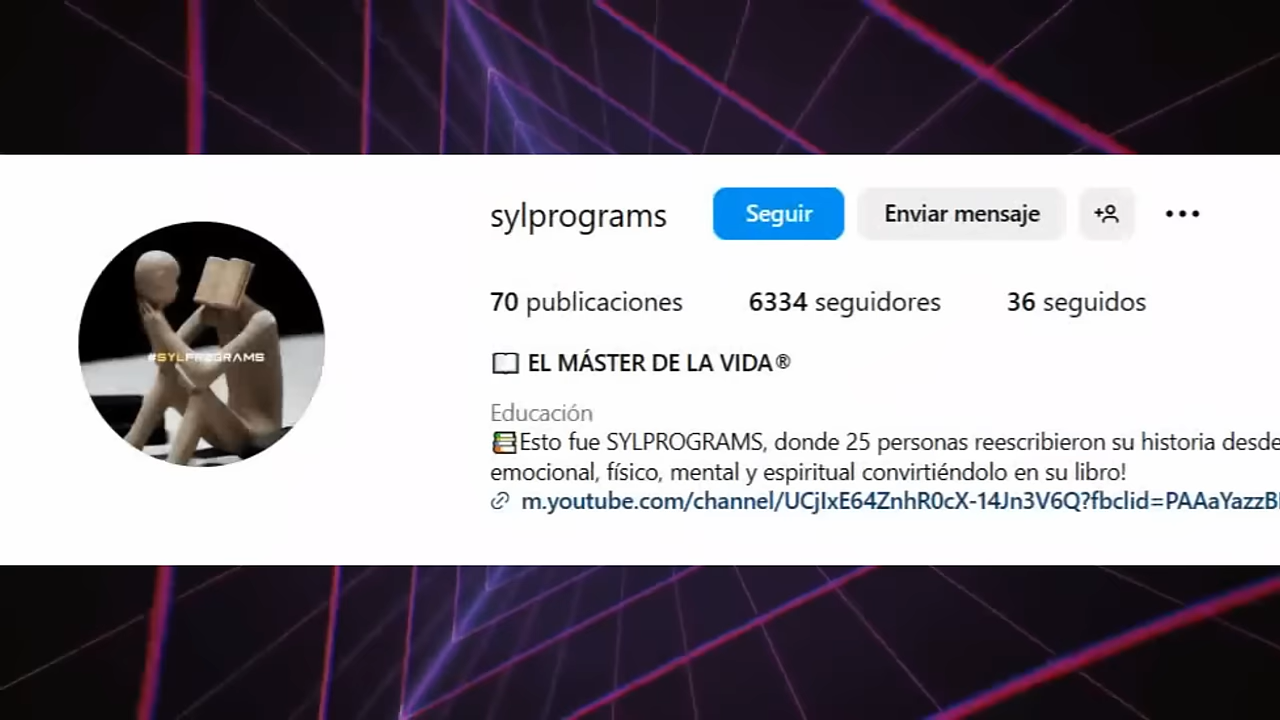 sylprograms
Seguir
Enviar mensaje
70 publicaciones
6334 seguidores
36 seguidos
EL MÁSTER DE LA VIDA®
Educación
Esto fue SYLPROGRAMS, donde 25 personas reescribieron su historia desde
emocional, físico, mental y espiritual convirtiéndolo en su libro!
m.youtube.com/channel/UCjIxE64ZnhR0cX-14Jn3V6Q?fbclid=PAAaYazzB
#SYLPROGRAMS